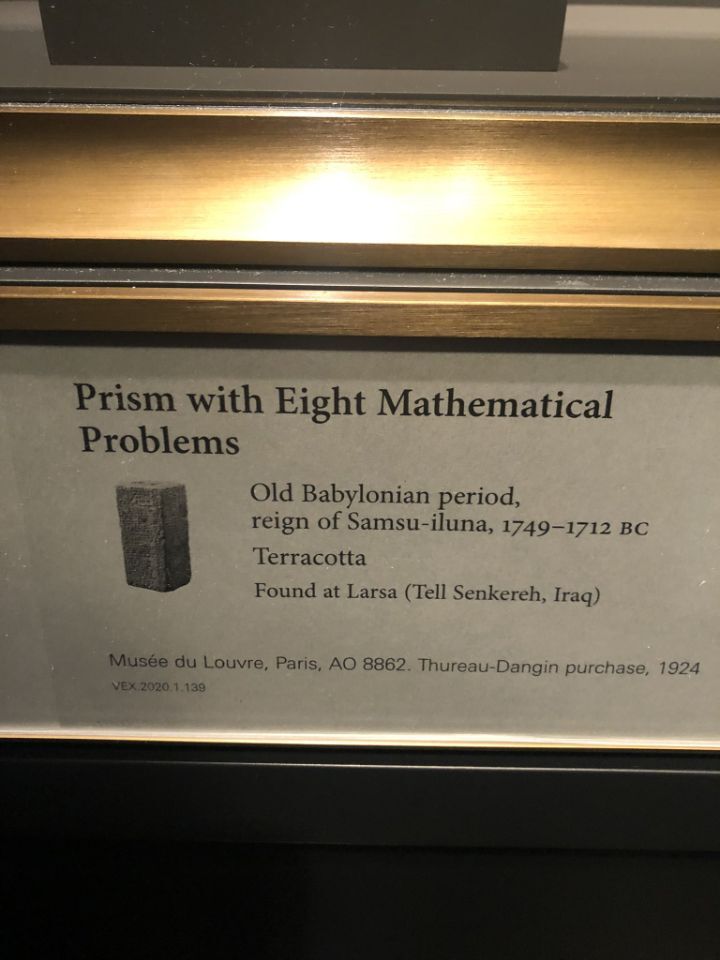 Prism with Eight Mathematical
Problems
Old Babylonian period,
reign of Samsu-iluna, 1749–1712 BC
Terracotta
Found at Larsa (Tell Senkereh, Iraq)
Musée du Louvre, Paris, AO 8862. Thureau-Dangin purchase, 1924
VEX.2020.1.139